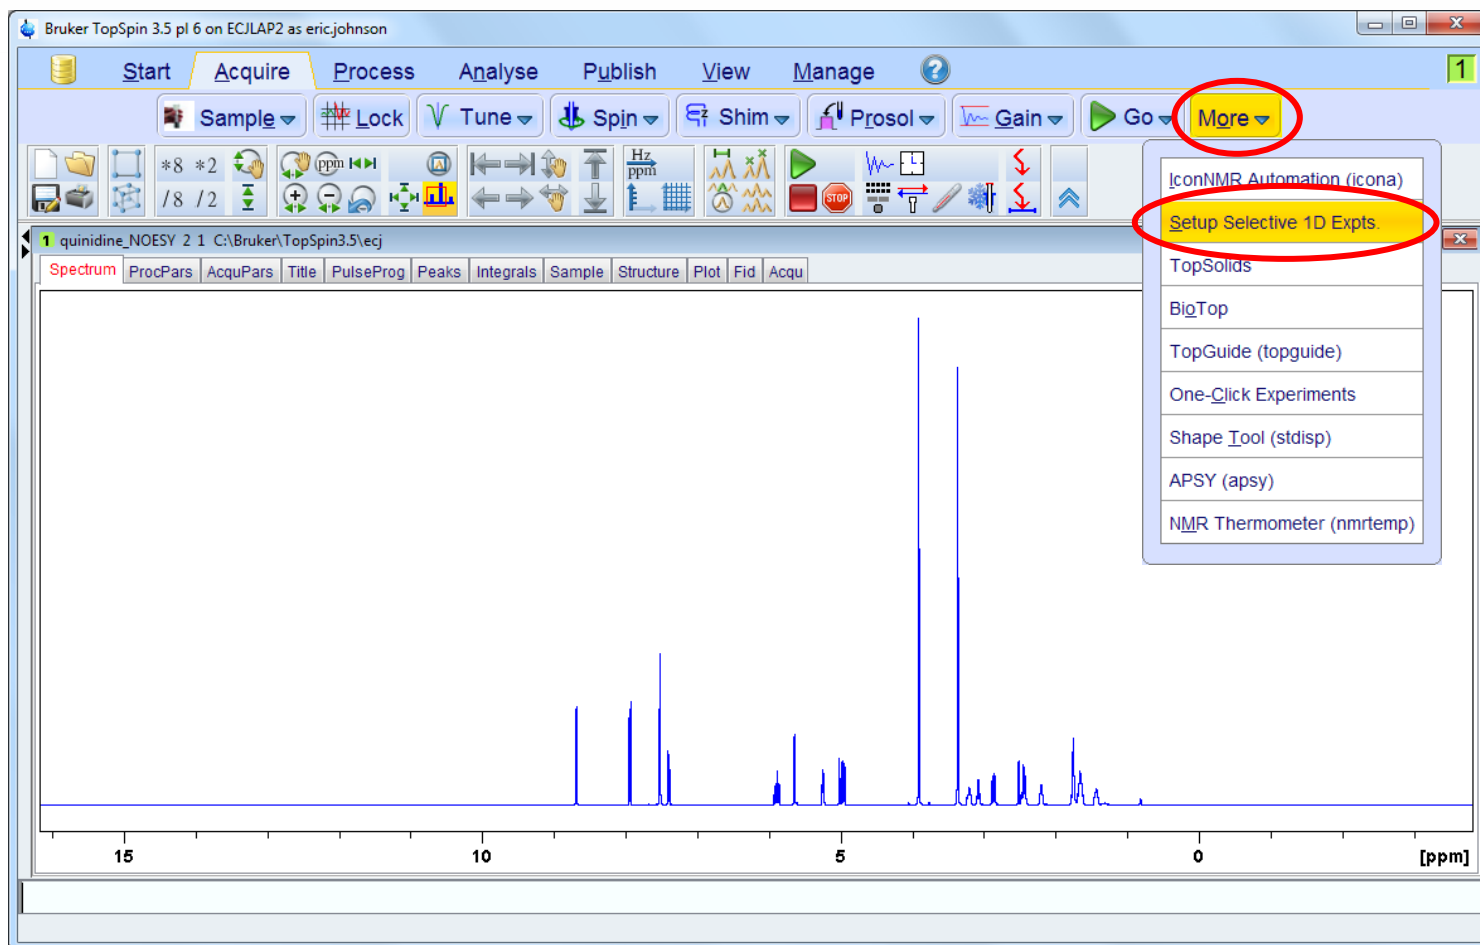 Bruker TopSpin 3.5 pl 6 on ECJLAP2 as eric.johnson
Start Acquire Process Analyse Publish View Manage ? 1
Sample Lock Tune Spin Shim Prosol Gain Go More
*8 *2 ppm Hz ppm
/8 /2 STOP
IconNMR Automation (icona)
Setup Selective 1D Expts.
TopSolids
BioTop
TopGuide (topguide)
One-Click Experiments
Shape Tool (stdisp)
APSY (apsy)
NMR Thermometer (nmrtemp)
1 quinidine_NOESY 2 1 C:\Bruker\TopSpin3.5\ecj
Spectrum ProcPars AcquPars Title PulseProg Peaks Integrals Sample Structure Plot Fid Acqu
15 10 5 0 [ppm]